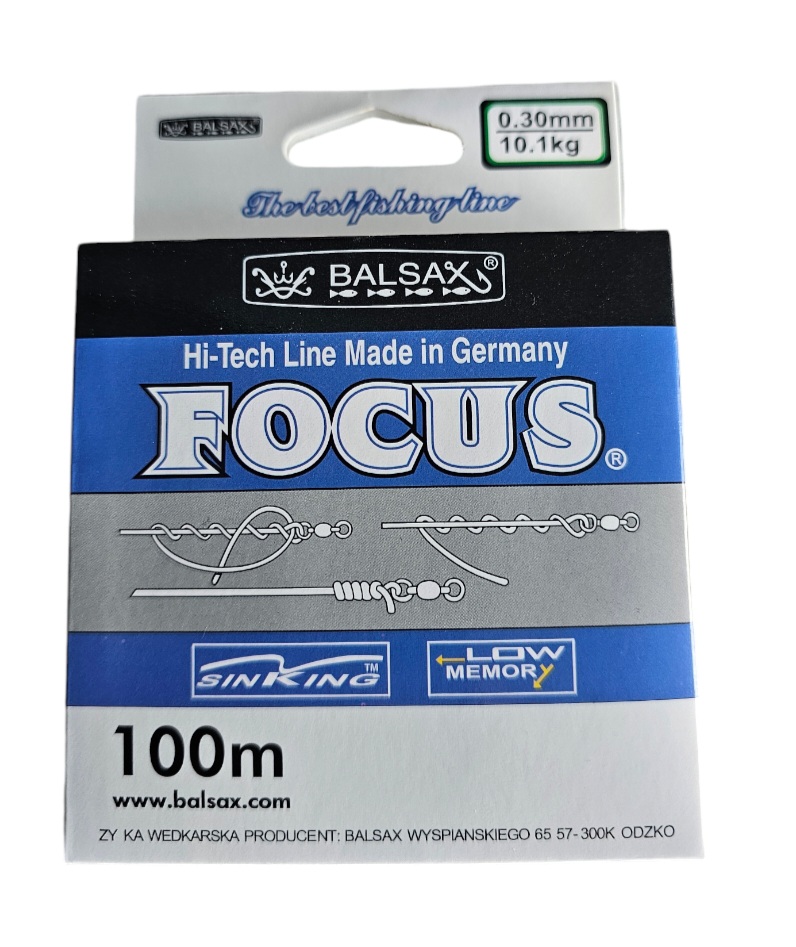 BALSAX
0.30mm
10.1kg
The best fishing line
BALSAX®
Hi-Tech Line Made in Germany
FOCUS®
SINKING™
LOW
MEMORY
100m
www.balsax.com
ZY KA WEDKARSKA PRODUCENT: BALSAX WYSPIANSKIEGO 65 57-300K ODZKO